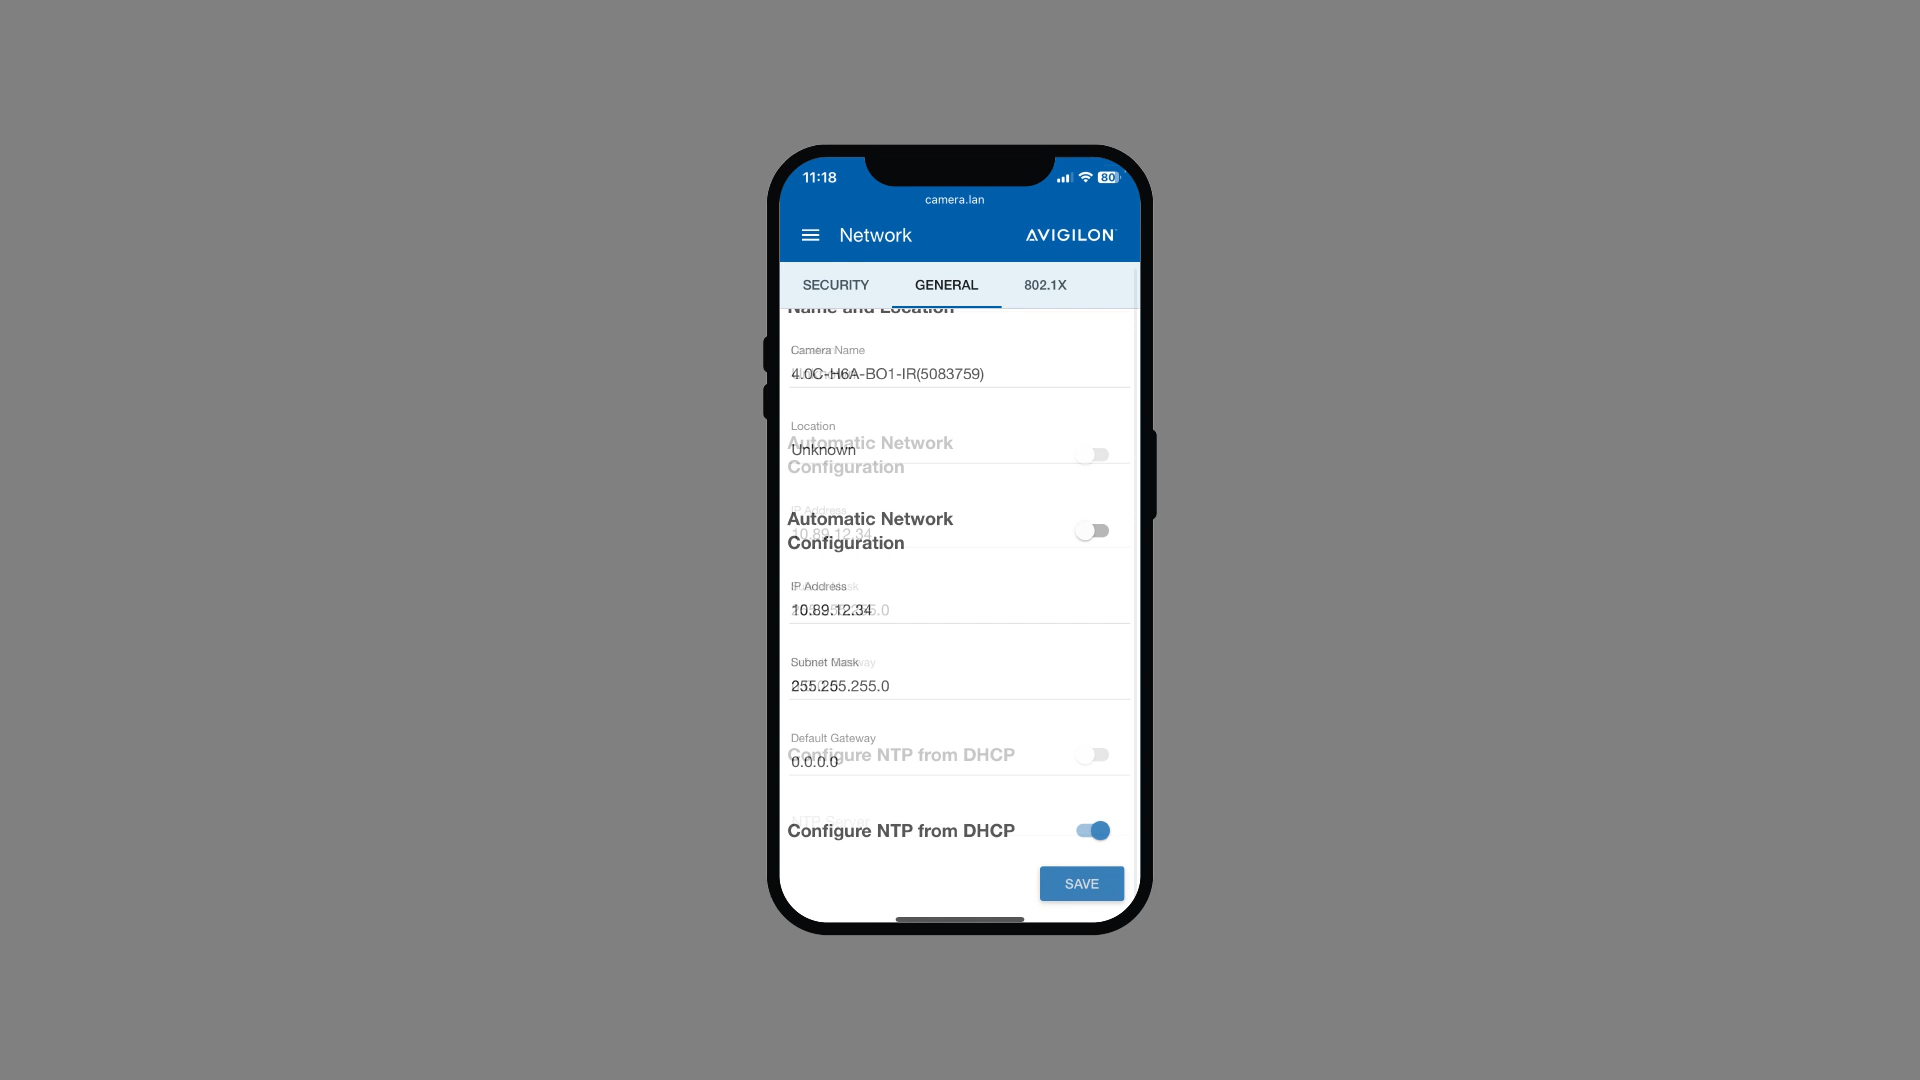 11:18
80
camera.lan
Network
AVIGILON
SECURITY GENERAL 802.1X
Name and Location
Camera Name
4.0C-H6A-BO1-IR(5083759)
Location
Automatic Network
Unknown
Configuration
IP Address
Automatic Network
10.89.12.34
Configuration
IP Address
10.89.12.34
Subnet Mask
255.255.255.0
Default Gateway
Configure NTP from DHCP
0.0.0.0
NTP Server
Configure NTP from DHCP
SAVE